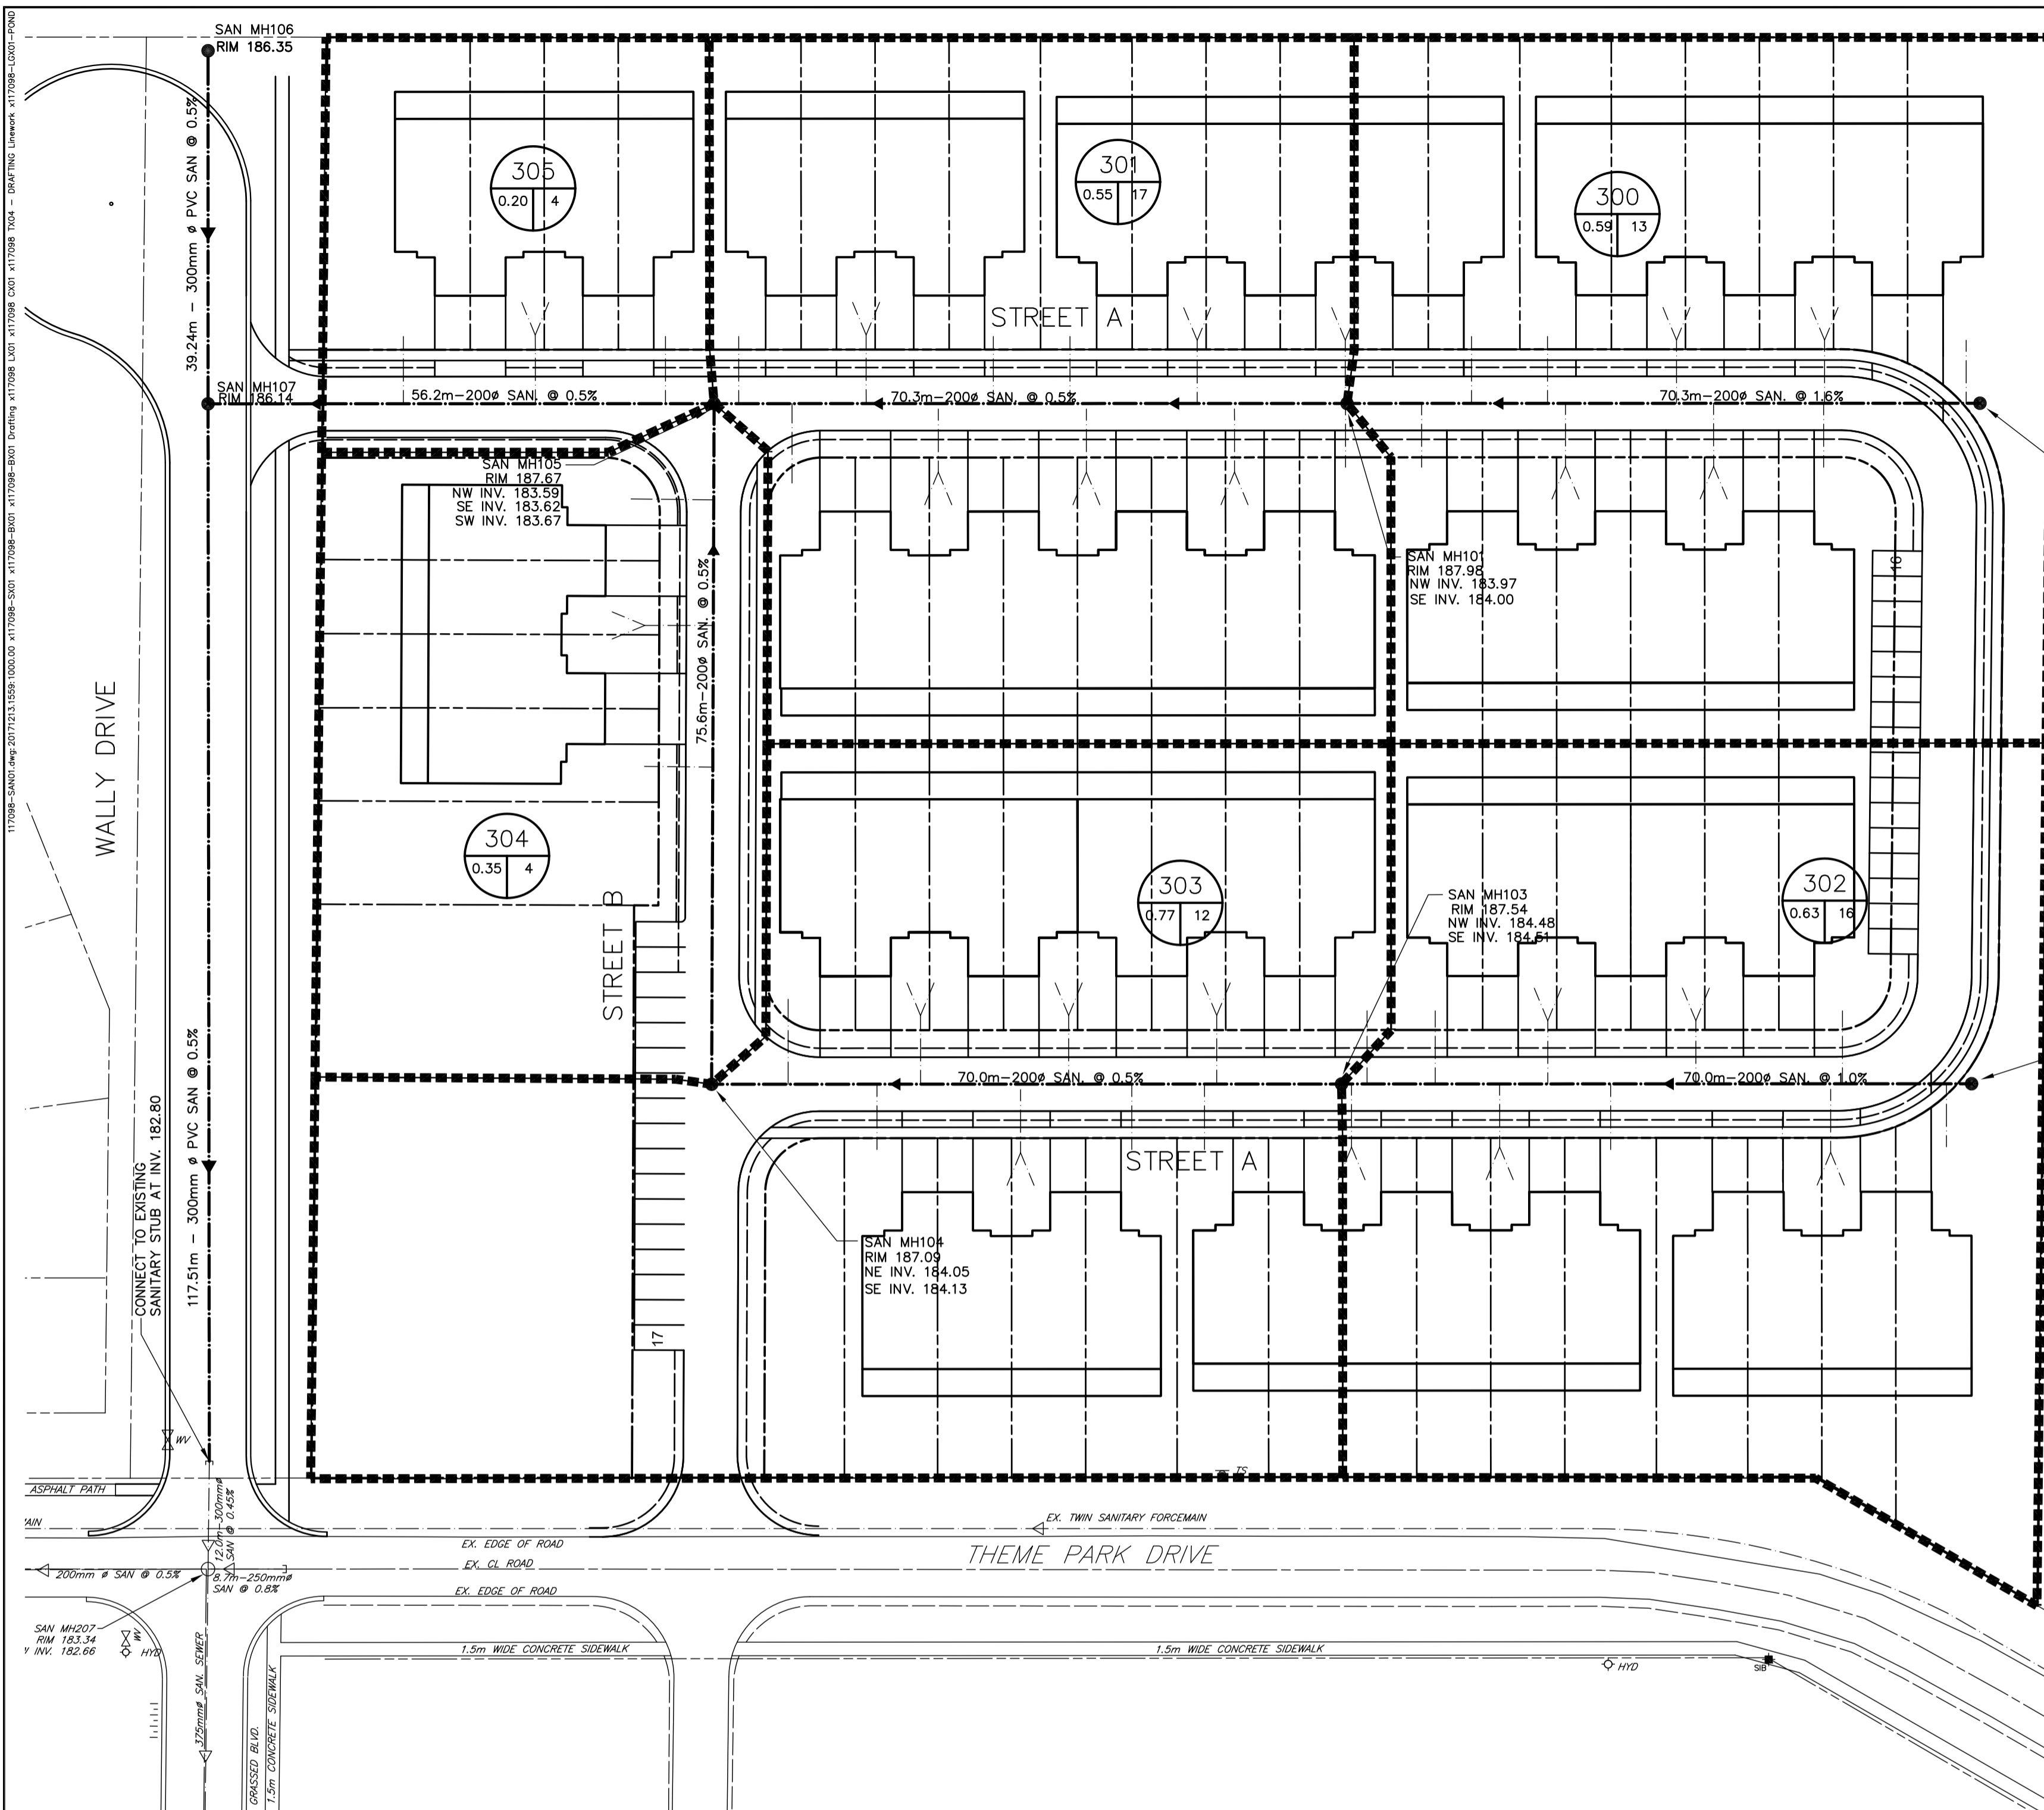 117098-SAN01.dwg: 20171213.1559:1000.00 x117098-SX01 x117098-BX01 x117098-BX01 Drafting x117098 LX01 x117098 CX01 x117098 TX04 - DRAFTING Linework x117098-LGX01-POND
SAN MH106
RIM 186.35
39.24m - 300mm ø PVC SAN @ 0.5%
305
0.20 4
301
0.55 17
300
0.59 13
STREET A
SAN MH107
RIM 186.14
56.2m-200ø SAN. @ 0.5%
70.3m-200ø SAN. @ 0.5%
70.3m-200ø SAN. @ 1.6%
SAN MH105
RIM 187.67
NW INV. 183.59
SE INV. 183.62
SW INV. 183.67
75.6m-200ø SAN. @ 0.5%
SAN MH101
RIM 187.98
NW INV. 183.97
SE INV. 184.00
16
WALLY DRIVE
304
0.35 4
STREET B
303
0.77 12
302
0.63 16
SAN MH103
RIM 187.54
NW INV. 184.48
SE INV. 184.51
70.0m-200ø SAN. @ 0.5%
70.0m-200ø SAN. @ 1.0%
STREET A
117.51m - 300mm ø PVC SAN @ 0.5%
CONNECT TO EXISTING
SANITARY STUB AT INV. 182.80
SAN MH104
RIM 187.09
NE INV. 184.05
SE INV. 184.13
17
WV
TS
ASPHALT PATH
12.0m-300mmø
SAN @ 0.45%
EX. TWIN SANITARY FORCEMAIN
EX. EDGE OF ROAD
THEME PARK DRIVE
EX. CL ROAD
200mm ø SAN @ 0.5%
8.7m-250mmø
SAN @ 0.8%
EX. EDGE OF ROAD
SAN MH207
RIM 183.34
INV. 182.66
WV
HYD
1.5m WIDE CONCRETE SIDEWALK
1.5m WIDE CONCRETE SIDEWALK
HYD
SIB
375mmø SAN. SEWER
GRASSED BLVD.
1.5m CONCRETE SIDEWALK